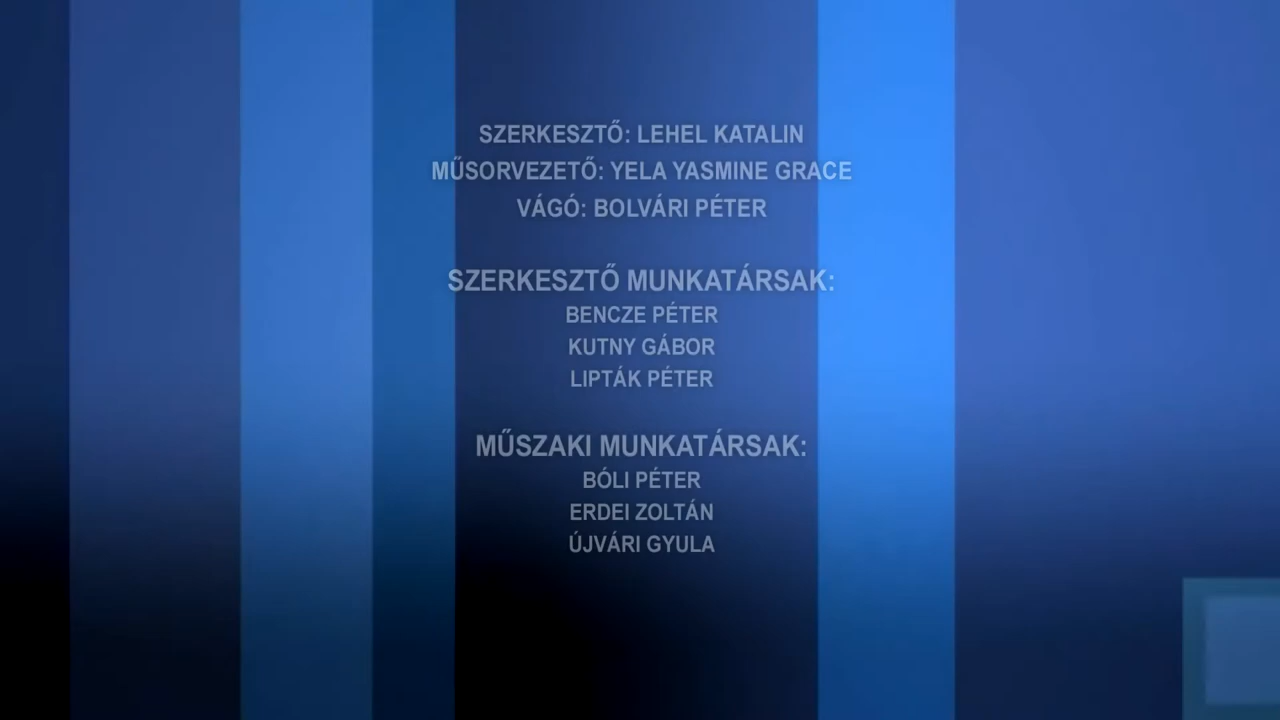 SZERKESZTŐ: LEHEL KATALIN
MŰSORVEZETŐ: YELA YASMINE GRACE
VÁGÓ: BOLVÁRI PÉTER
SZERKESZTŐ MUNKATÁRSAK:
BENCZE PÉTER
KUTNY GÁBOR
LIPTÁK PÉTER
MŰSZAKI MUNKATÁRSAK:
BÓLI PÉTER
ERDEI ZOLTÁN
ÚJVÁRI GYULA